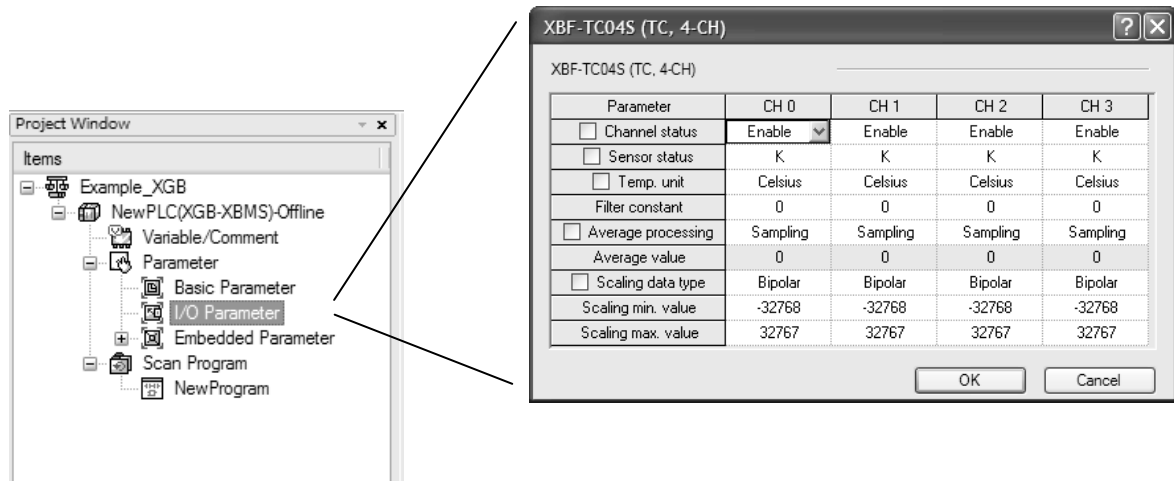 Project Window
Items
Example_XGB
NewPLC(XGB-XBMS)-Offline
Variable/Comment
Parameter
Basic Parameter
I/O Parameter
Embedded Parameter
Scan Program
NewProgram
XBF-TC04S (TC, 4-CH)
XBF-TC04S (TC, 4-CH)
Parameter CH 0 CH 1 CH 2 CH 3
Channel status Enable Enable Enable Enable
Sensor status K K K K
Temp. unit Celsius Celsius Celsius Celsius
Filter constant 0 0 0 0
Average processing Sampling Sampling Sampling Sampling
Average value 0 0 0 0
Scaling data type Bipolar Bipolar Bipolar Bipolar
Scaling min. value -32768 -32768 -32768 -32768
Scaling max. value 32767 32767 32767 32767
OK Cancel